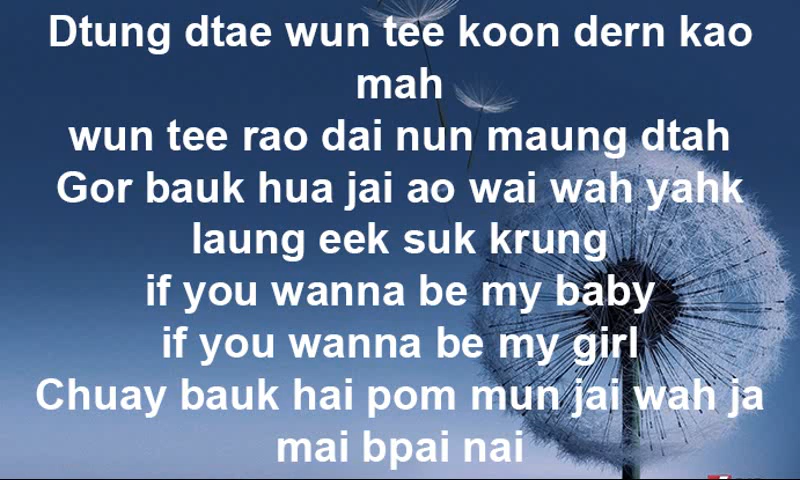 Dtung dtae wun tee koon dern kao
mah
wun tee rao dai nun maung dtah
Gor bauk hua jai ao wai wah yahk
laung eek suk krung
if you wanna be my baby
if you wanna be my girl
Chuay bauk hai pom mun jai wah ja
mai bpai nai